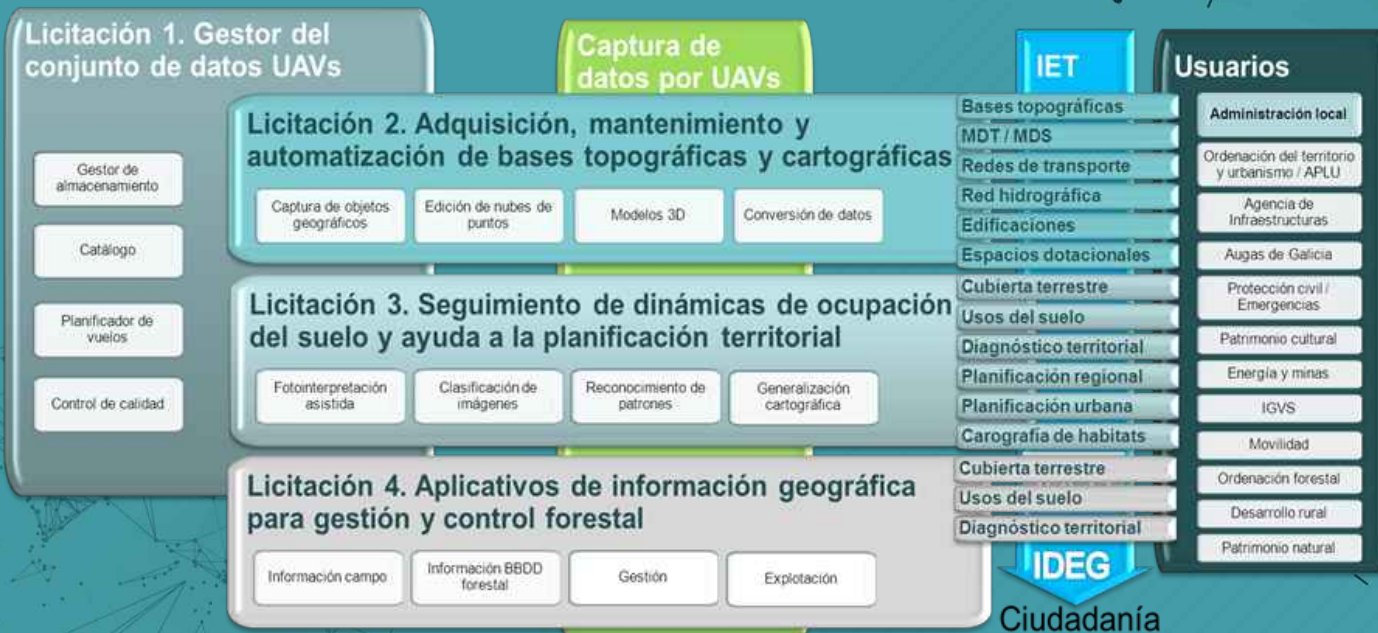 Licitación 1. Gestor del
conjunto de datos UAVs
Gestor de
almacenamiento
Catálogo
Planificador de
vuelos
Control de calidad
Captura de
datos por UAVs
Licitación 2. Adquisición, mantenimiento y
automatización de bases topográficas y cartográficas
Captura de objetos
geográficos
Edición de nubes de
puntos
Modelos 3D
Conversión de datos
Licitación 3. Seguimiento de dinámicas de ocupación
del suelo y ayuda a la planificación territorial
Fotointerpretación
asistida
Clasificación de
imágenes
Reconocimiento de
patrones
Generalización
cartográfica
Licitación 4. Aplicativos de información geográfica
para gestión y control forestal
Información campo
Información BBDD
forestal
Gestión
Explotación
IET
Bases topográficas
MDT / MDS
Redes de transporte
Red hidrográfica
Edificaciones
Espacios dotacionales
Cubierta terrestre
Usos del suelo
Diagnóstico territorial
Planificación regional
Planificación urbana
Carografía de habitats
Cubierta terrestre
Usos del suelo
Diagnóstico territorial
IDEG
Ciudadanía
Usuarios
Administración local
Ordenación del territorio
y urbanismo / APLU
Agencia de
Infraestructuras
Augas de Galicia
Protección civil /
Emergencias
Patrimonio cultural
Energía y minas
IGVS
Movilidad
Ordenación forestal
Desarrollo rural
Patrimonio natural